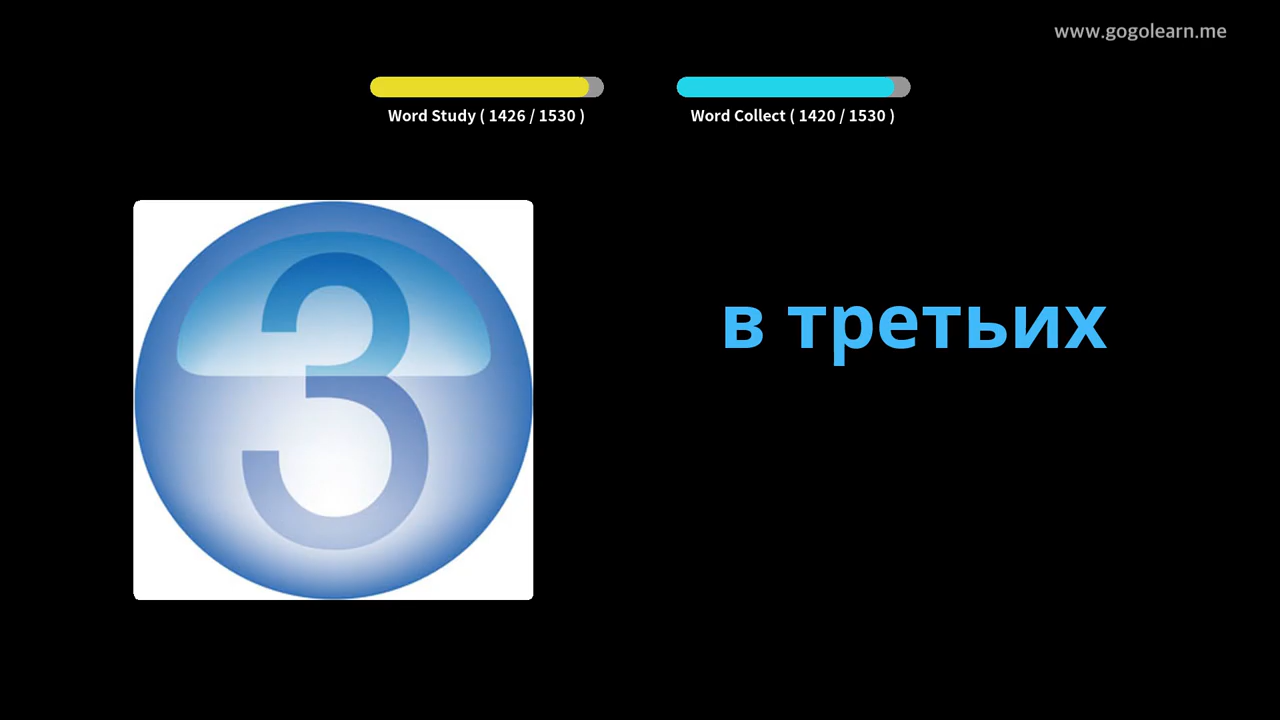 www.gogolearn.me
Word Study ( 1426 / 1530 )
Word Collect ( 1420 / 1530 )
3
в третьих